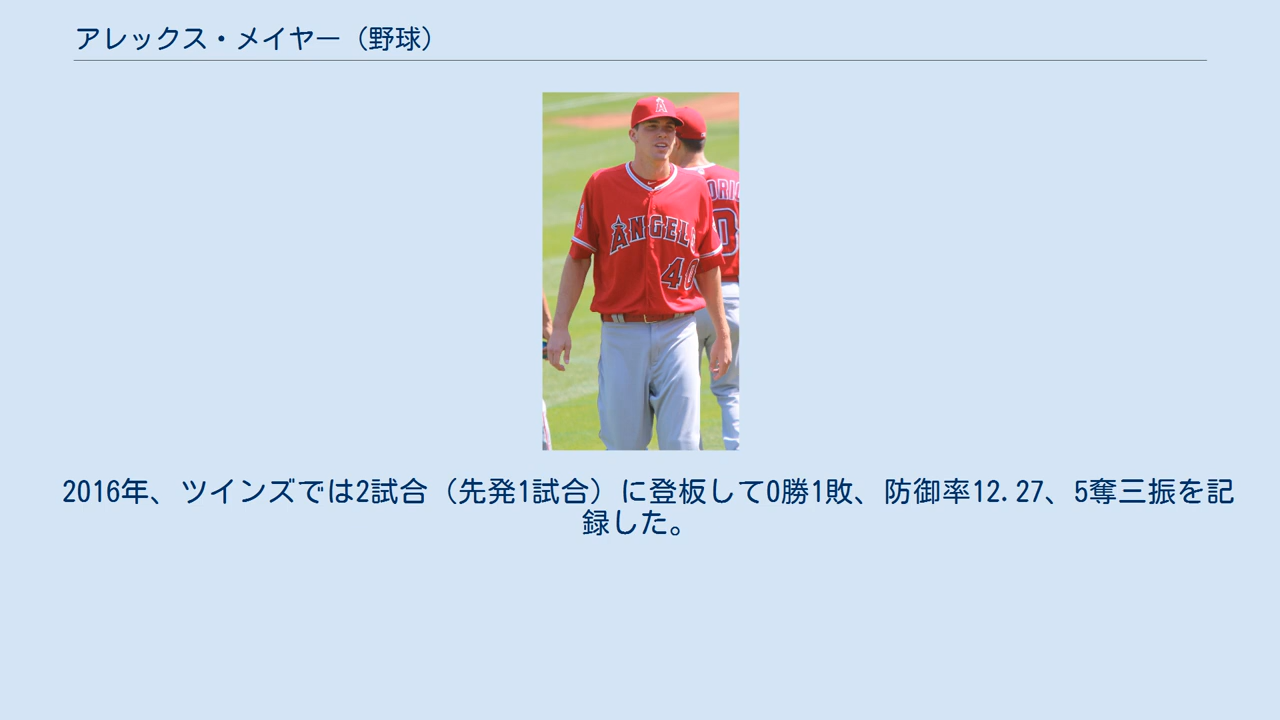 アレックス・メイヤー（野球）
ANGELS
40
2016年、ツインズでは2試合（先発1試合）に登板して0勝1敗、防御率12.27、5奪三振を記
録した。